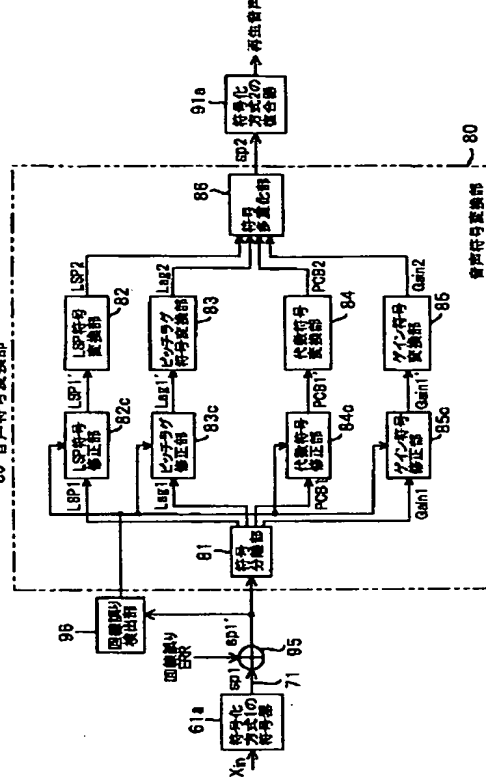 80 音声符号変換部
Xin
61a
符号化
方式1の
符号部
sp1
71
回線誤り
ERR
sp1'
95
96
回線誤り
検出部
81
符号
分離部
LSP1
82c
LSP符号
修正部
LSP1'
82
LSP符号
変換部
LSP2
Lag1
83c
ピッチラグ
修正部
Lag1'
83
ピッチラグ
符号変換部
Lag2
PCB1
84c
代数符号
修正部
PCB1'
84
代数符号
変換部
PCB2
Gain1
85c
ゲイン符号
修正部
Gain1'
85
ゲイン符号
変換部
Gain2
86
符号
多重化部
sp2
91a
符号化
方式2の
復合器
再生音声
80
音声符号変換部